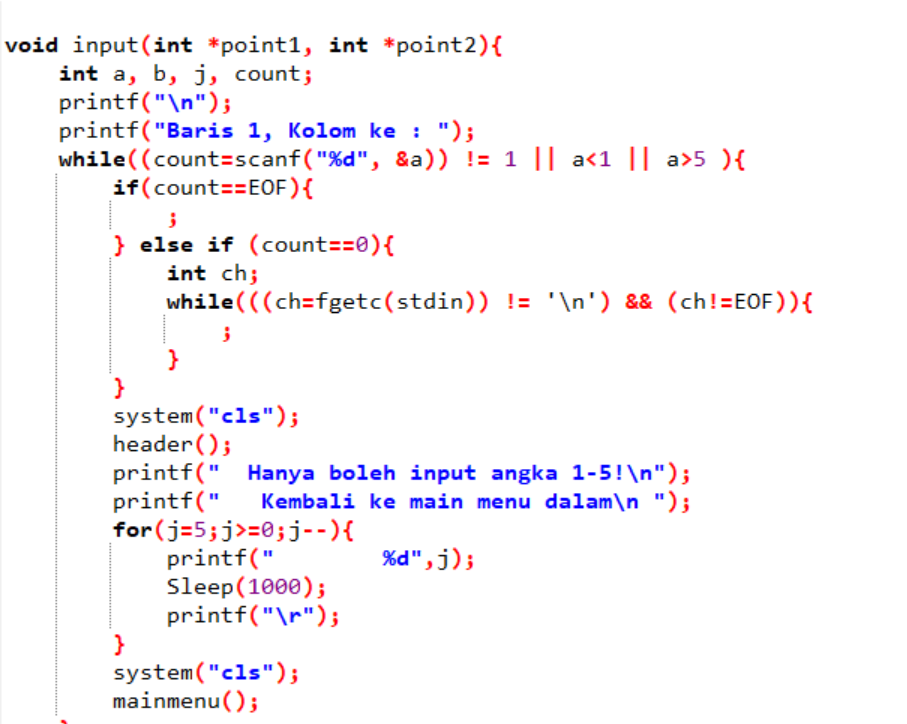 void input(int *point1, int *point2){
    int a, b, j, count;
    printf("\n");
    printf("Baris 1, Kolom ke : ");
    while((count=scanf("%d", &a)) != 1 || a<1 || a>5 ){
        if(count==EOF){
            ;
        } else if (count==0){
            int ch;
            while(((ch=fgetc(stdin)) != '\n') && (ch!=EOF)){
                ;
            }
        }
        system("cls");
        header();
        printf("  Hanya boleh input angka 1-5!\n");
        printf("   Kembali ke main menu dalam\n ");
        for(j=5;j>=0;j--){
            printf("        %d",j);
            Sleep(1000);
            printf("\r");
        }
        system("cls");
        mainmenu();